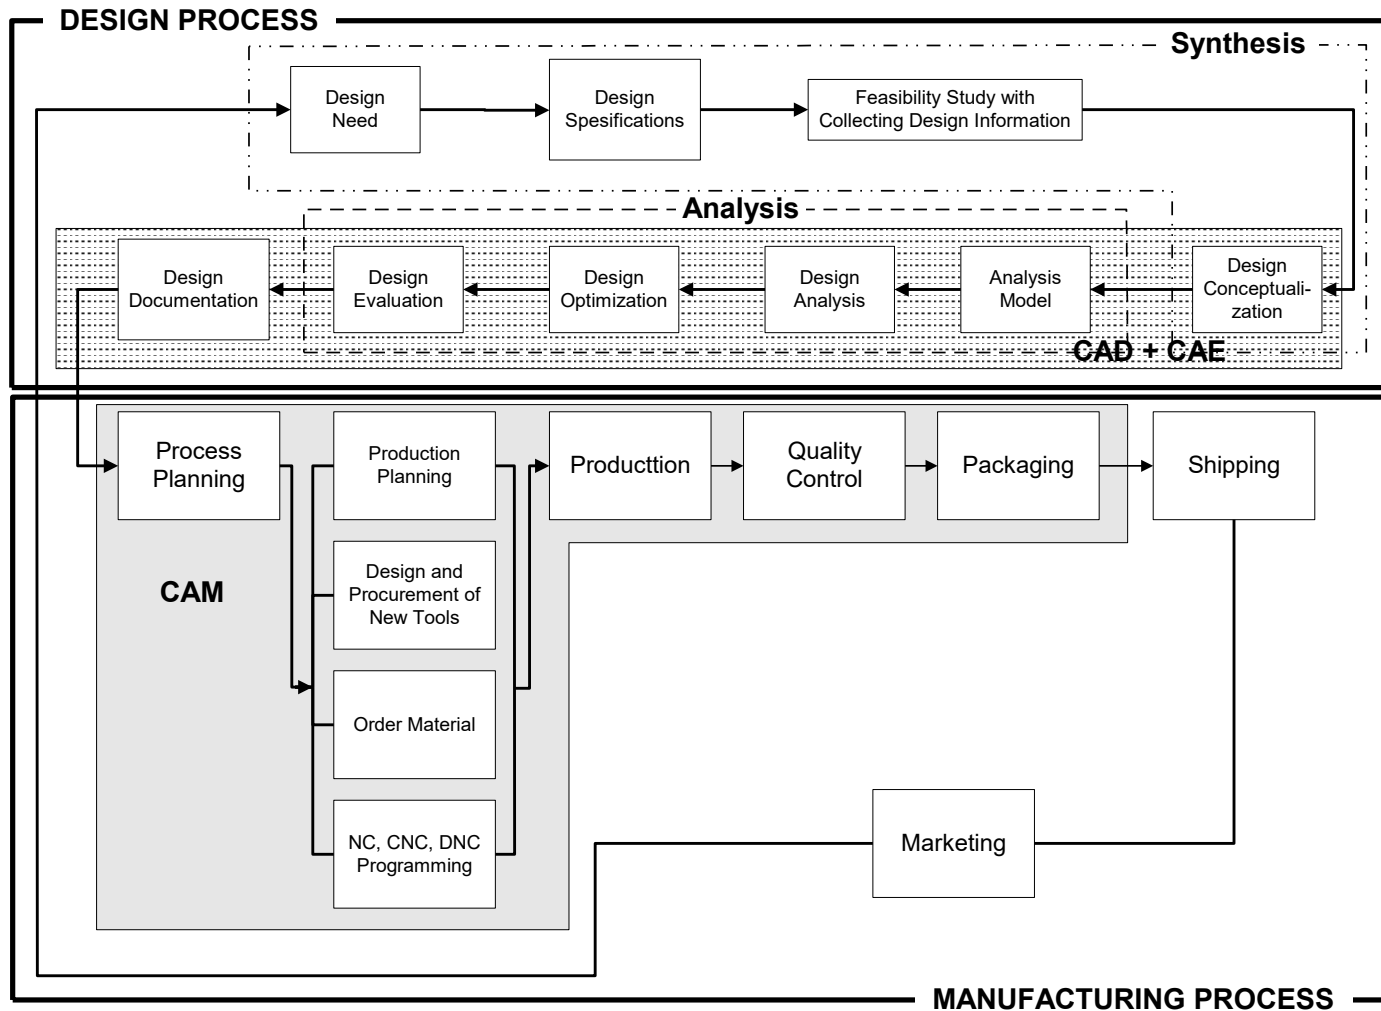 DESIGN PROCESS
Synthesis
Design
Need
Design
Spesifications
Feasibility Study with
Collecting Design Information
Analysis
Design
Documentation
Design
Evaluation
Design
Optimization
Design
Analysis
Analysis
Model
Design
Conceptuali-
zation
CAD + CAE
Process
Planning
Production
Planning
Producttion
Quality
Control
Packaging
Shipping
Design and
Procurement of
New Tools
CAM
Order Material
NC, CNC, DNC
Programming
Marketing
MANUFACTURING PROCESS